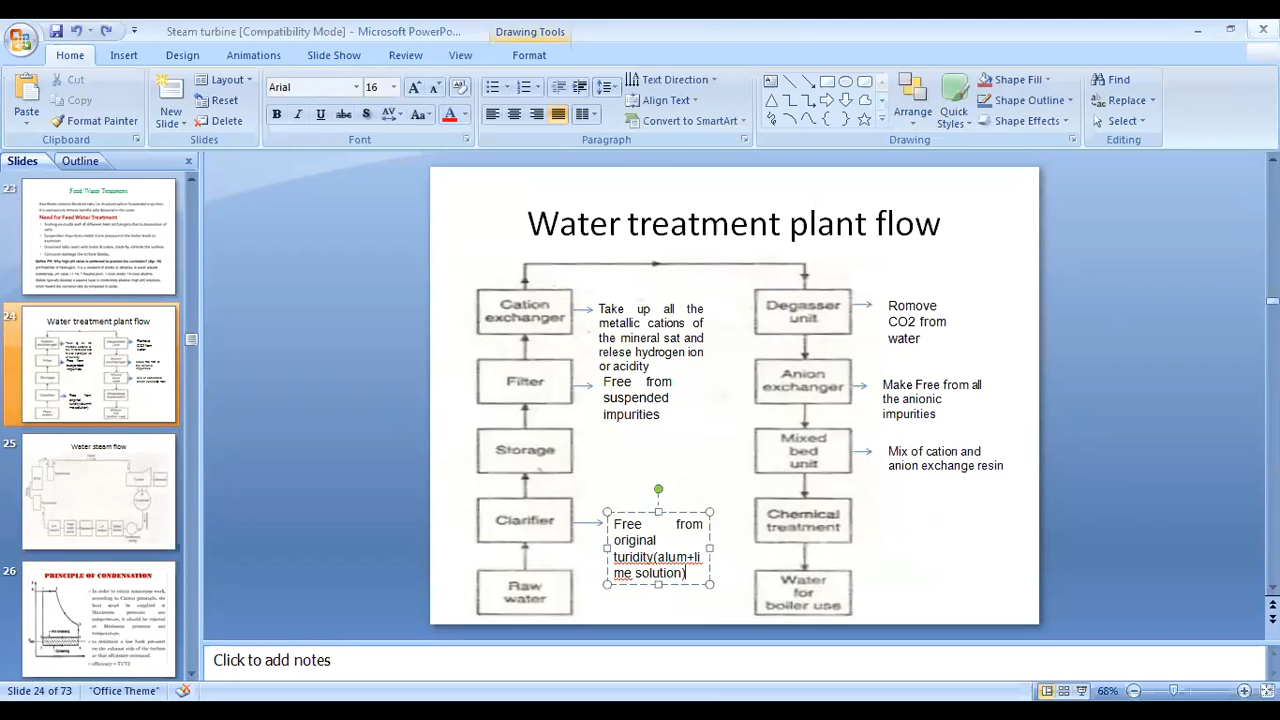 Steam turbine [Compatibility Mode] - Microsoft PowerPo...
Drawing Tools
Home
Insert
Design
Animations
Slide Show
Review
View
Format
Paste
Cut
Copy
Format Painter
Clipboard
New
Slide
Layout
Reset
Delete
Slides
Arial
16
Font
Paragraph
Text Direction
Align Text
Convert to SmartArt
Arrange
Quick
Styles
Shape Fill
Shape Outline
Shape Effects
Drawing
Find
Replace
Select
Editing
Slides
Outline
23
Feed Water Treatment
Need for Feed Water Treatment
24
Water treatment plant flow
25
Water steam flow
26
PRINCIPLE OF CONDENSATION
Water treatment plant flow
Cation
exchanger
Take up all the
metallic cations of
the mineral sat and
relese hydrogen ion
or acidity
Filter
Free from
suspended
impurities
Storage
Clarifier
Free from
original
turidity(alum+li
me solution)
Raw
water
Degasser
unit
Romove
CO2 from
water
Anion
exchanger
Make Free from all
the anionic
impurities
Mixed
bed
unit
Mix of cation and
anion exchange resin
Chemical
treatment
Water
for
boiler use
Click to add notes
Slide 24 of 73
"Office Theme"
68%